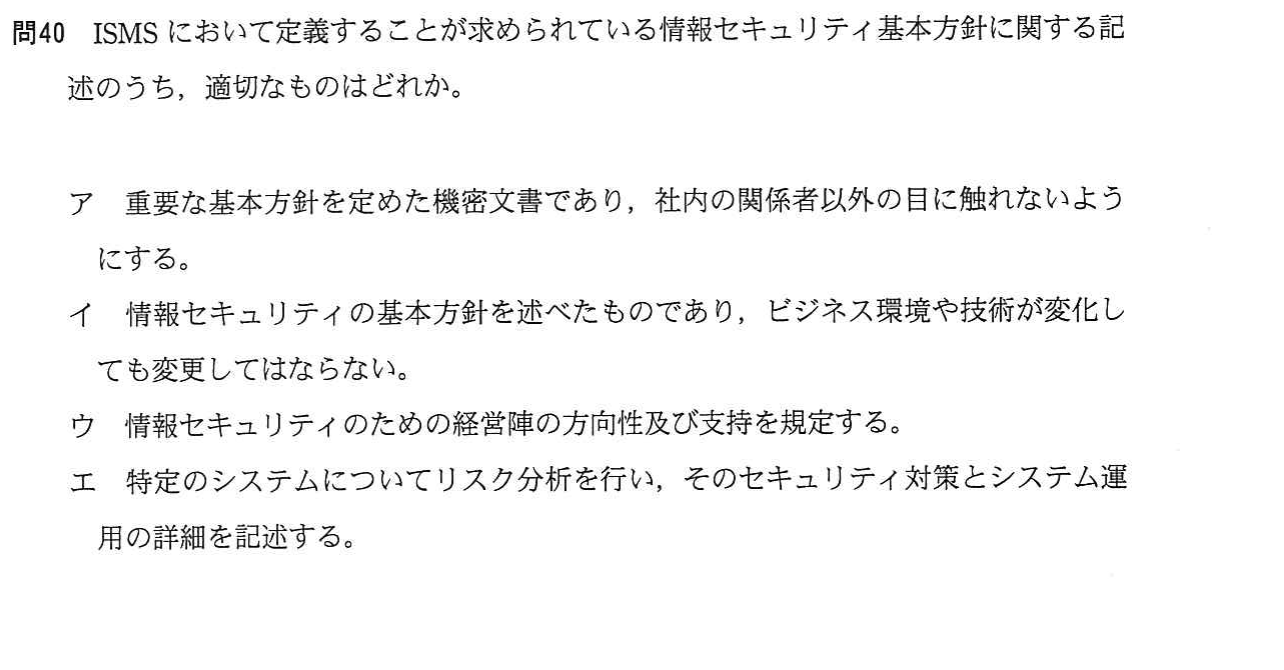 問40 ISMS において定義することが求められている情報セキュリティ基本方針に関する記
述のうち，適切なものはどれか。
ア 重要な基本方針を定めた機密文書であり，社内の関係者以外の目に触れないよう
にする。
イ 情報セキュリティの基本方針を述べたものであり，ビジネス環境や技術が変化し
ても変更してはならない。
ウ 情報セキュリティのための経営陣の方向性及び支持を規定する。
エ 特定のシステムについてリスク分析を行い，そのセキュリティ対策とシステム運
用の詳細を記述する。